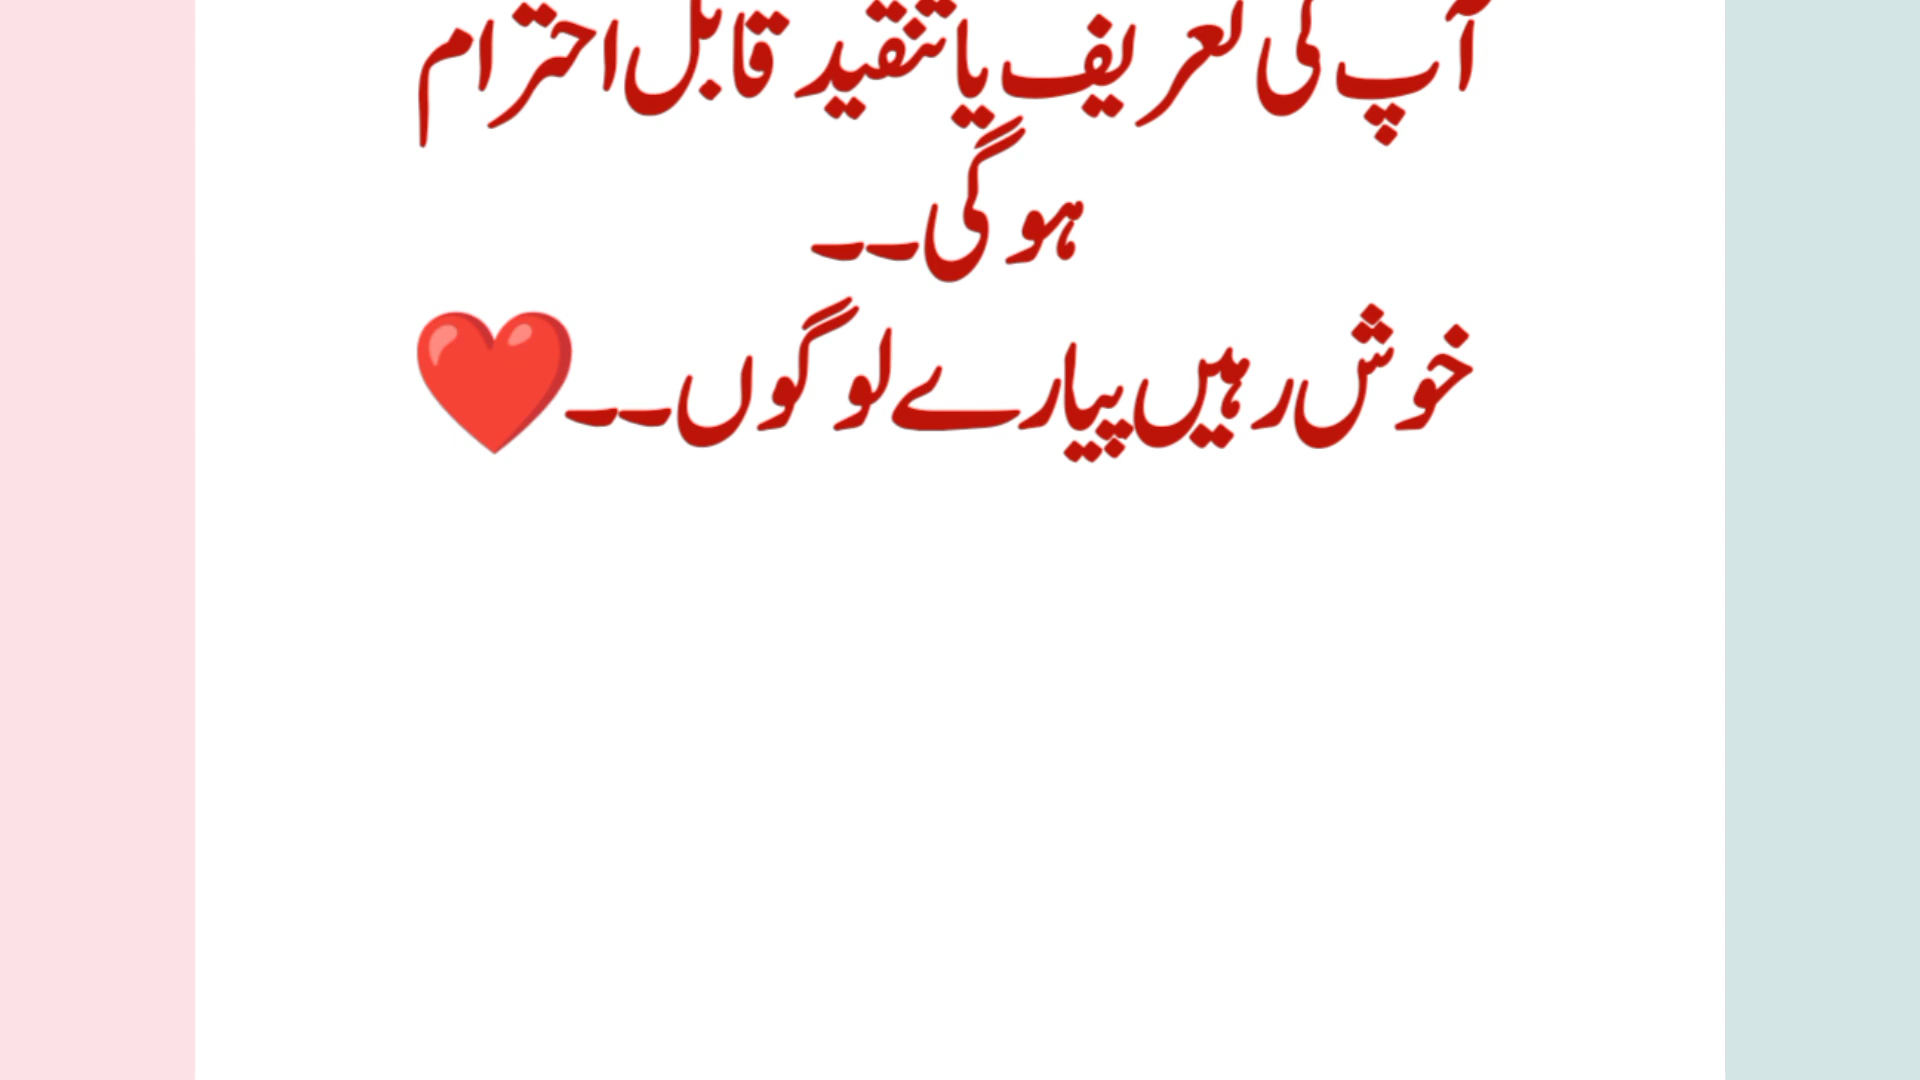 آپ کی تعریف یا تنقید قابل احترام
ہو گی۔۔
خوش رہیں پیارے لوگوں۔۔❤️